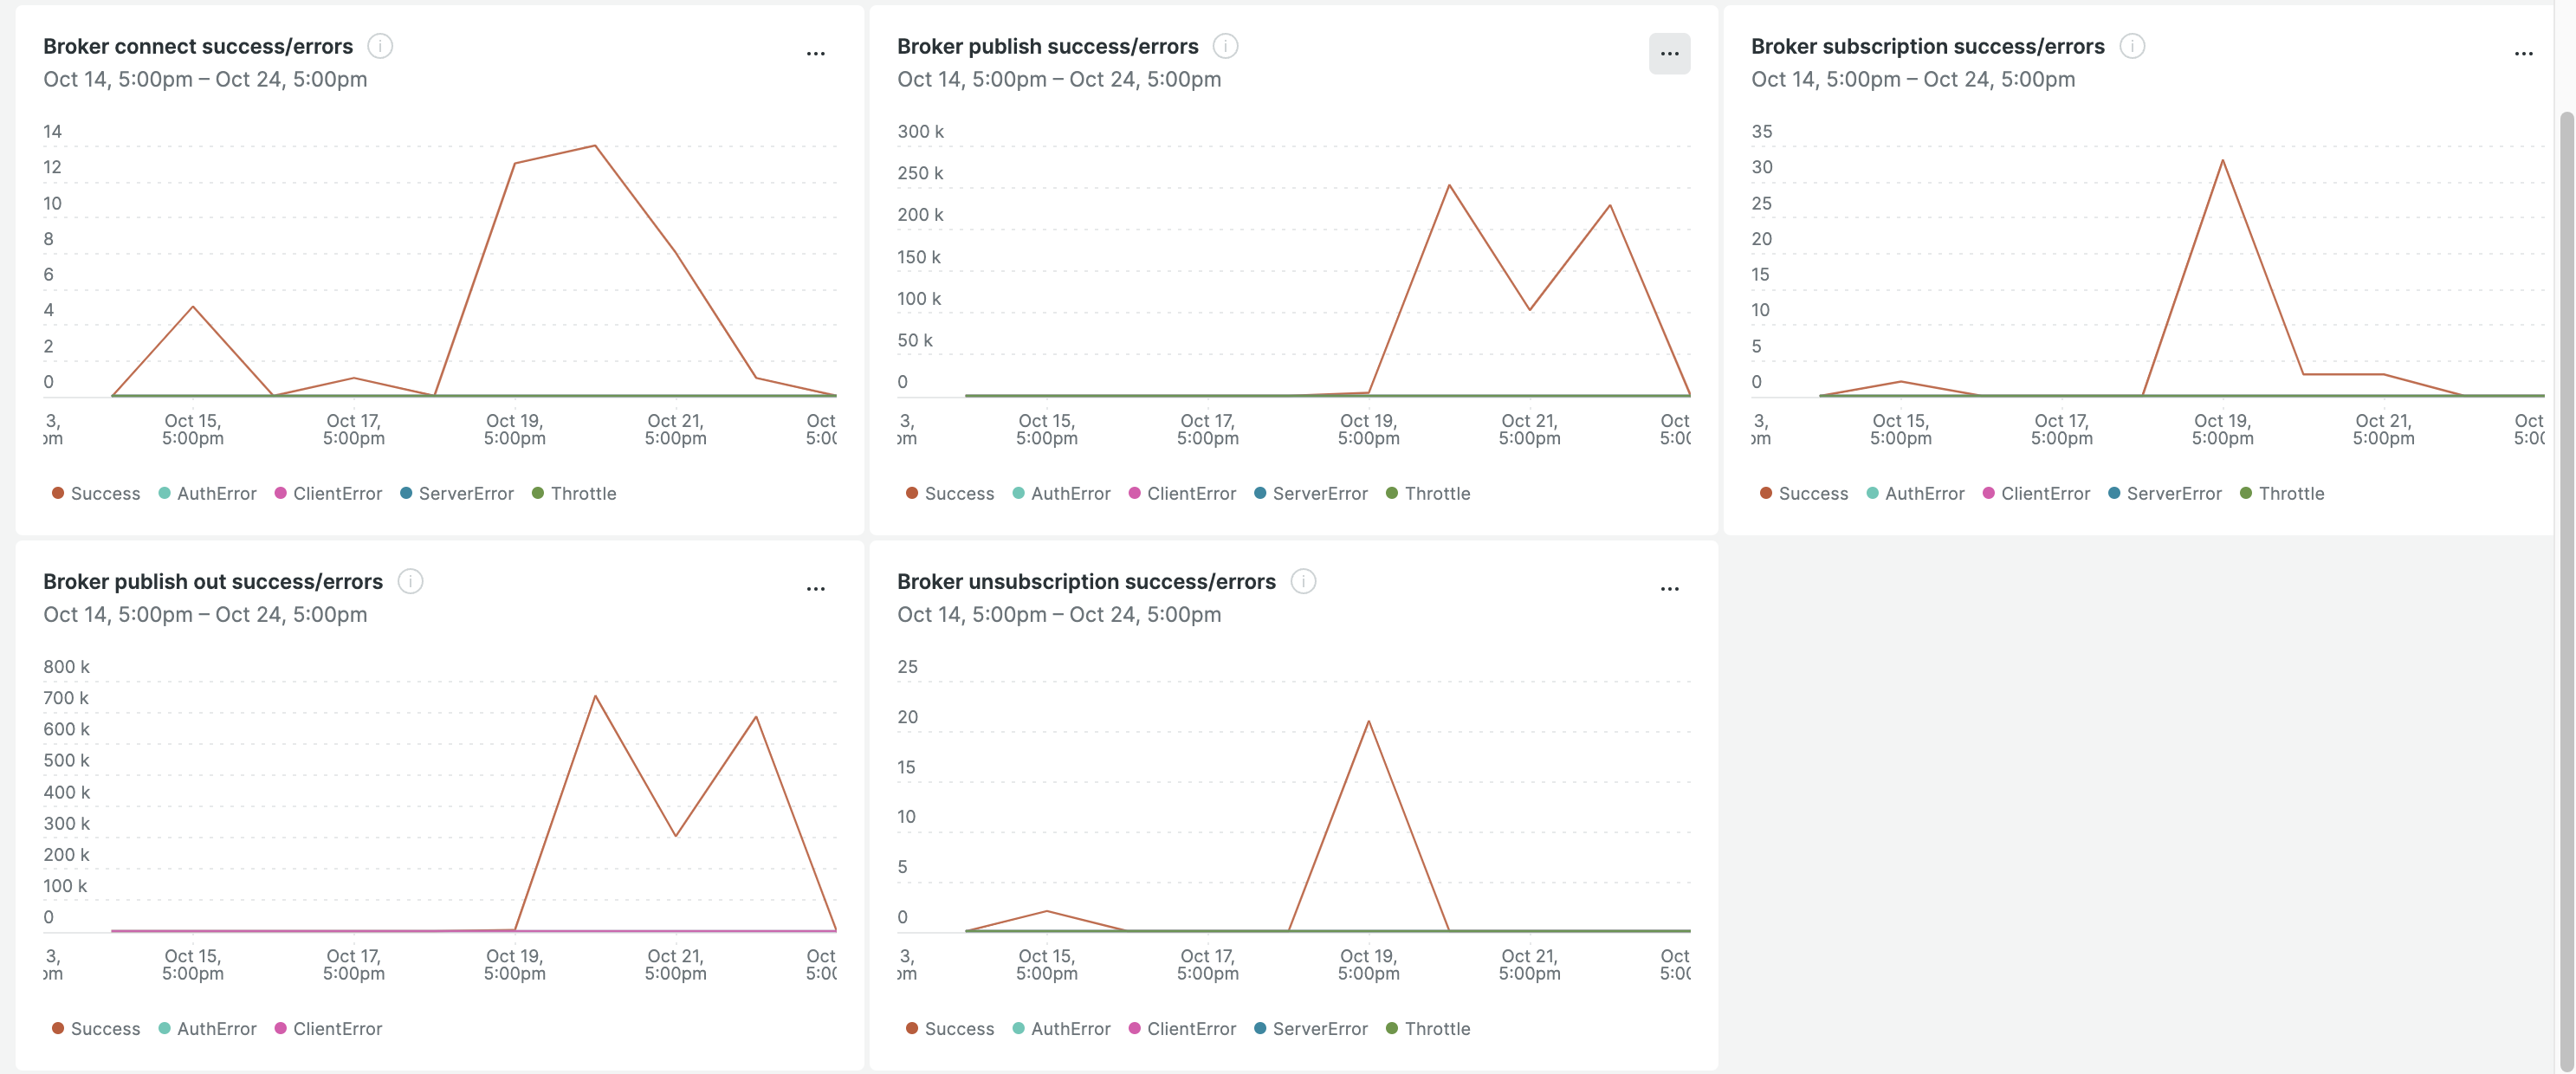 Broker connect success/errors
Oct 14, 5:00pm – Oct 24, 5:00pm
14
12
10
8
6
4
2
0
3,
pm
Oct 15,
5:00pm
Oct 17,
5:00pm
Oct 19,
5:00pm
Oct 21,
5:00pm
Oct
5:00
Success AuthError ClientError ServerError Throttle
Broker publish success/errors
Oct 14, 5:00pm – Oct 24, 5:00pm
300 k
250 k
200 k
150 k
100 k
50 k
0
3,
pm
Oct 15,
5:00pm
Oct 17,
5:00pm
Oct 19,
5:00pm
Oct 21,
5:00pm
Oct
5:00
Success AuthError ClientError ServerError Throttle
Broker subscription success/errors
Oct 14, 5:00pm – Oct 24, 5:00pm
35
30
25
20
15
10
5
0
3,
pm
Oct 15,
5:00pm
Oct 17,
5:00pm
Oct 19,
5:00pm
Oct 21,
5:00pm
Oct
5:00
Success AuthError ClientError ServerError Throttle
Broker publish out success/errors
Oct 14, 5:00pm – Oct 24, 5:00pm
800 k
700 k
600 k
500 k
400 k
300 k
200 k
100 k
0
3,
pm
Oct 15,
5:00pm
Oct 17,
5:00pm
Oct 19,
5:00pm
Oct 21,
5:00pm
Oct
5:00
Success AuthError ClientError
Broker unsubscription success/errors
Oct 14, 5:00pm – Oct 24, 5:00pm
25
20
15
10
5
0
3,
pm
Oct 15,
5:00pm
Oct 17,
5:00pm
Oct 19,
5:00pm
Oct 21,
5:00pm
Oct
5:00
Success AuthError ClientError ServerError Throttle